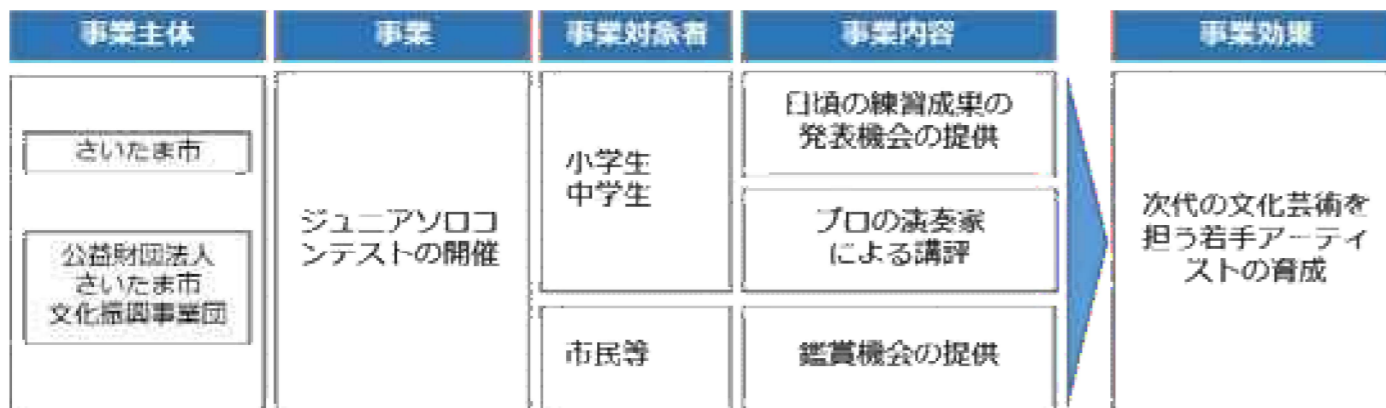 事業主体
事業
事業対象者
事業内容
事業効果
さいたま市
公益財団法人
さいたま市
文化振興事業団
ジュニアソロコ
ンテストの開催
小学生
中学生
市民等
日頃の練習成果の
発表機会の提供
プロの演奏家
による講評
鑑賞機会の提供
次代の文化芸術を
担う若手アーティ
ストの育成